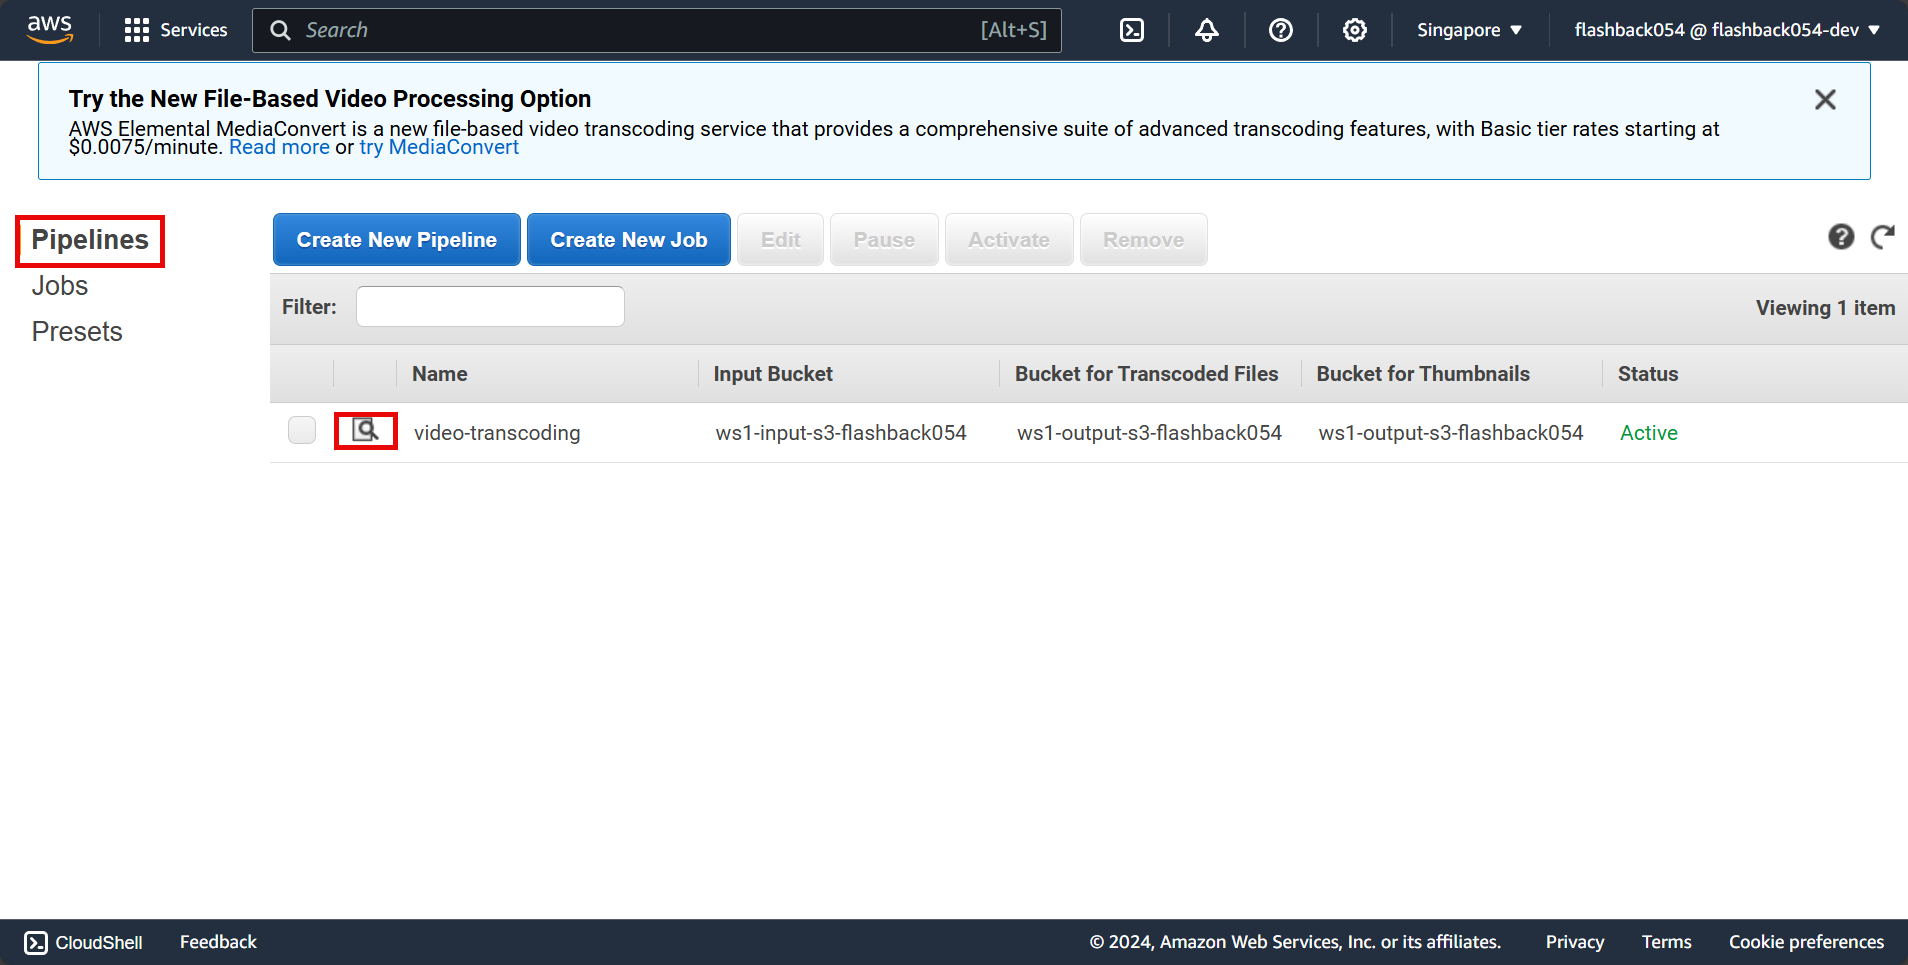 aws
Services
Search
[Alt+S]
Singapore
flashback054 @ flashback054-dev
Try the New File-Based Video Processing Option
AWS Elemental MediaConvert is a new file-based video transcoding service that provides a comprehensive suite of advanced transcoding features, with Basic tier rates starting at
$0.0075/minute. Read more or try MediaConvert
Pipelines
Jobs
Presets
Create New Pipeline
Create New Job
Edit
Pause
Activate
Remove
Filter:
Viewing 1 item
Name
Input Bucket
Bucket for Transcoded Files
Bucket for Thumbnails
Status
video-transcoding
ws1-input-s3-flashback054
ws1-output-s3-flashback054
ws1-output-s3-flashback054
Active
CloudShell
Feedback
© 2024, Amazon Web Services, Inc. or its affiliates.
Privacy
Terms
Cookie preferences